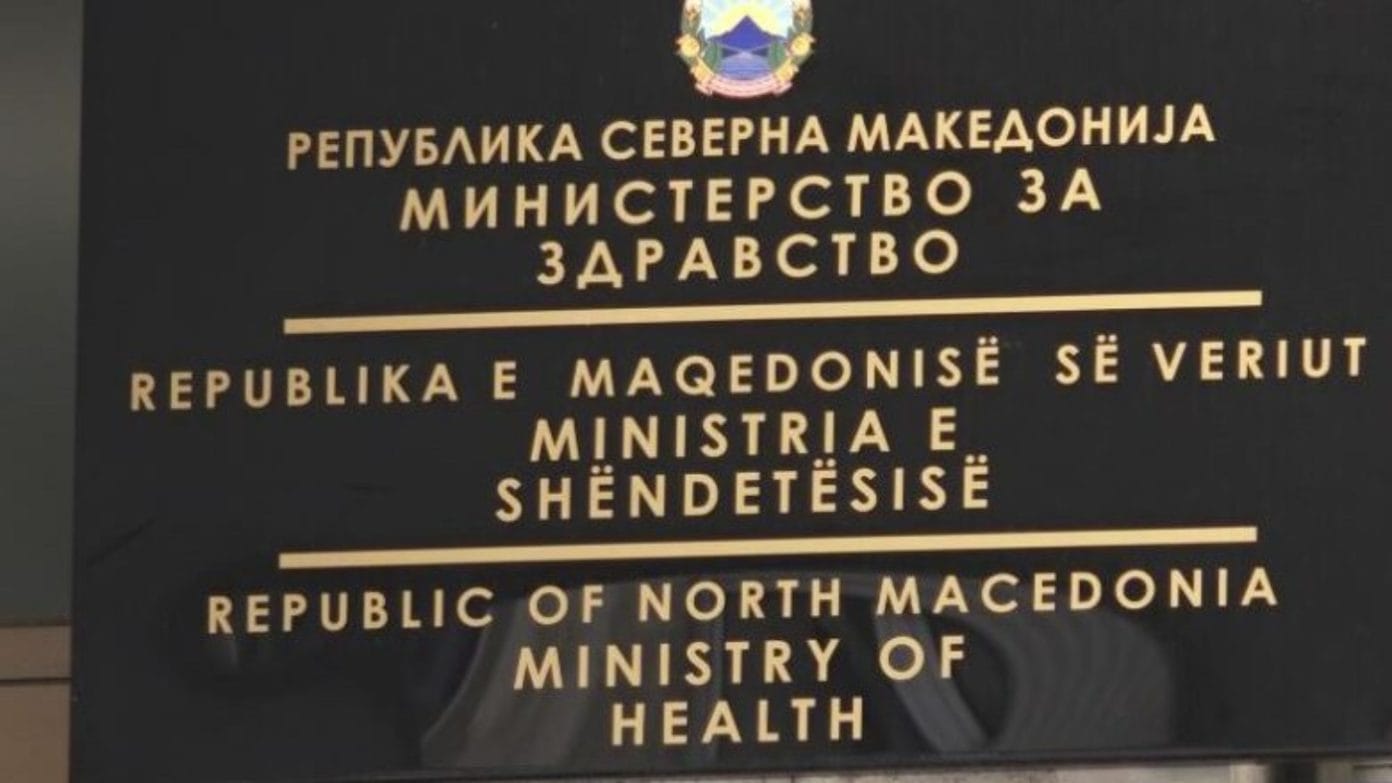 РЕПУБЛИКА СЕВЕРНА МАКЕДОНИЈА
МИНИСТЕРСТВО ЗА
ЗДРАВСТВО
REPUBLIKA E MAQEDONISË SË VERIUT
MINISTRIA E
SHËNDETËSISË
REPUBLIC OF NORTH MACEDONIA
MINISTRY OF
HEALTH